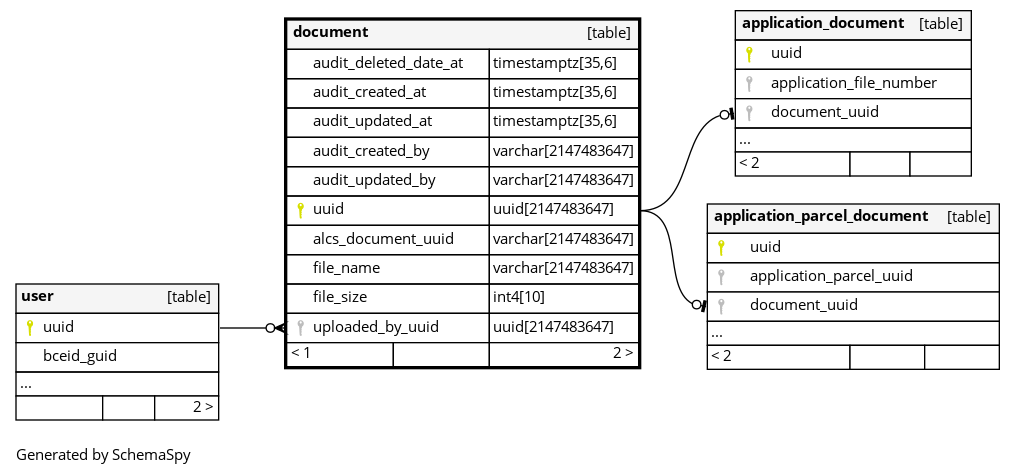 document [table]
audit_deleted_date_at timestamptz[35,6]
audit_created_at timestamptz[35,6]
audit_updated_at timestamptz[35,6]
audit_created_by varchar[2147483647]
audit_updated_by varchar[2147483647]
uuid uuid[2147483647]
alcs_document_uuid varchar[2147483647]
file_name varchar[2147483647]
file_size int4[10]
uploaded_by_uuid uuid[2147483647]
< 1 2 >
application_document [table]
uuid
application_file_number
document_uuid
...
< 2
application_parcel_document [table]
uuid
application_parcel_uuid
document_uuid
...
< 2
user [table]
uuid
bceid_guid
...
2 >
Generated by SchemaSpy